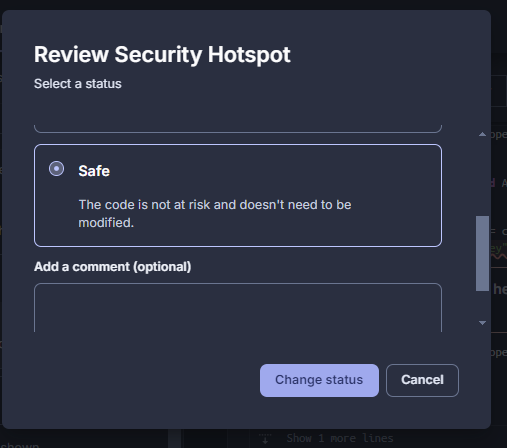 Review Security Hotspot
Select a status
Safe
The code is not at risk and doesn't need to be
modified.
Add a comment (optional)
Change status
Cancel
Show 1 more lines